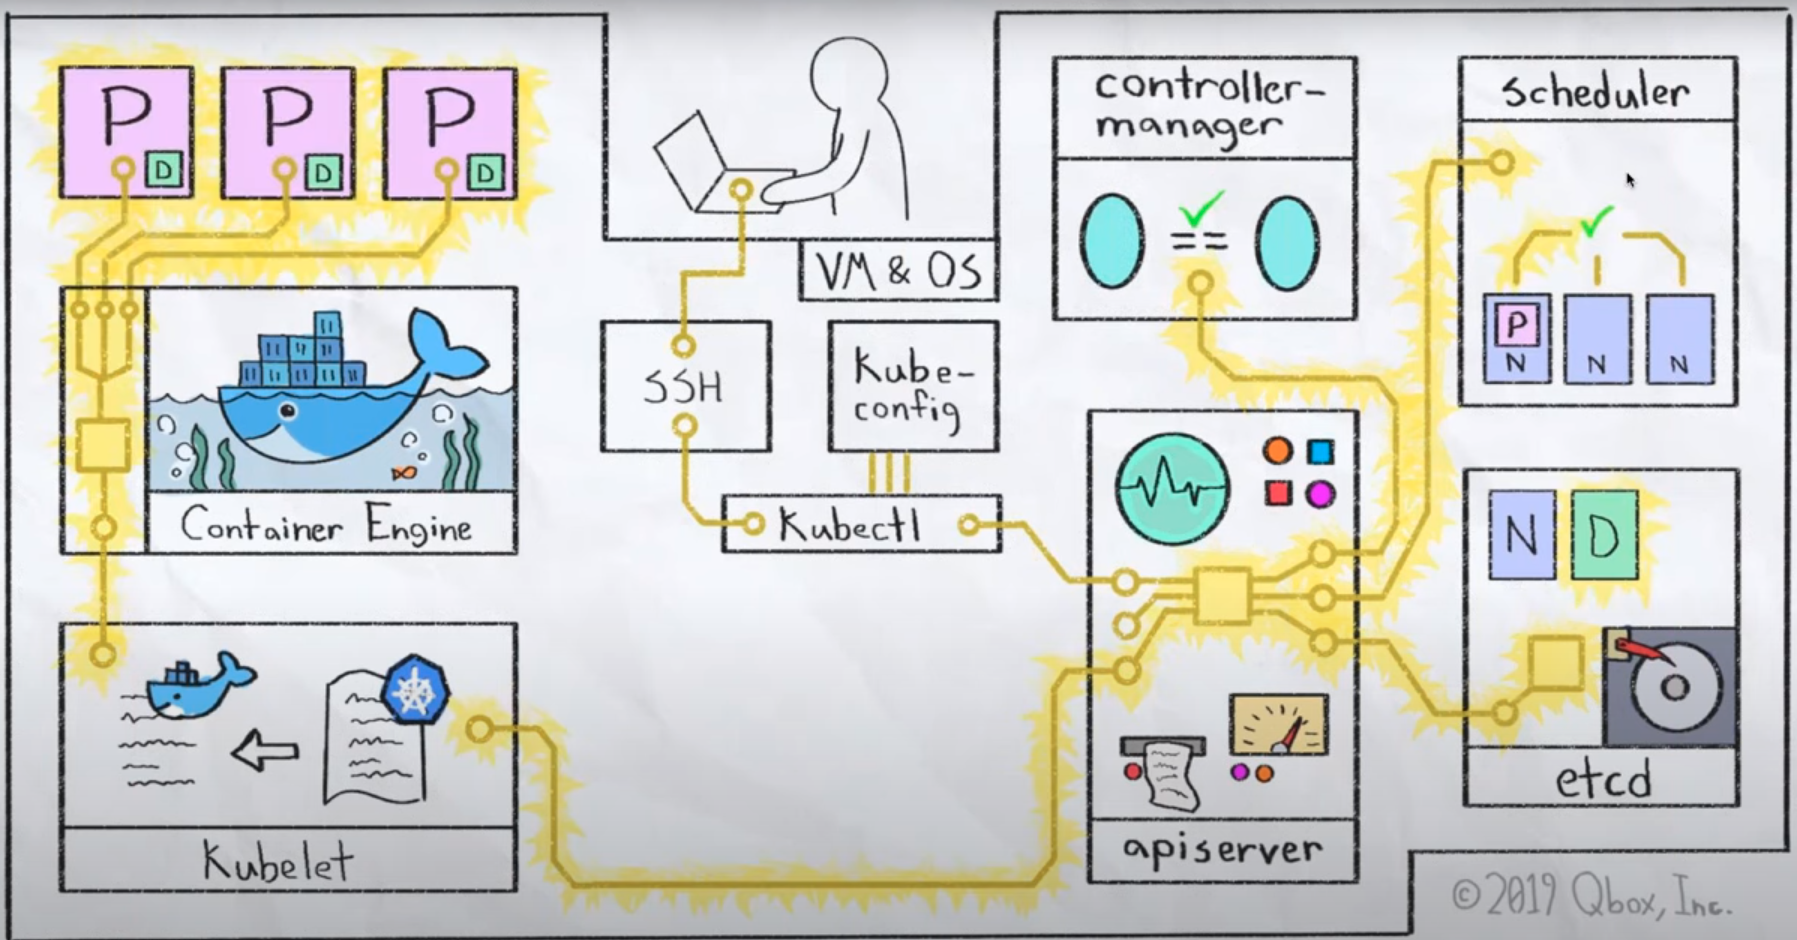 P
D
P
D
P
D
VM & OS
controller-
manager
scheduler
P
N
N
N
SSH
Kube-
config
Kubectl
Container Engine
N
D
etcd
Kubelet
apiserver
©2019 Qbox, Inc.